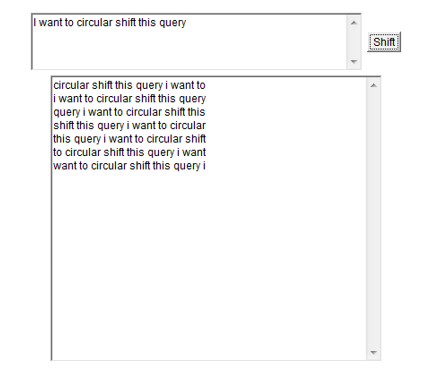 I want to circular shift this query
Shift
circular shift this query i want to
i want to circular shift this query
query i want to circular shift this
shift this query i want to circular
this query i want to circular shift
to circular shift this query i want
want to circular shift this query i